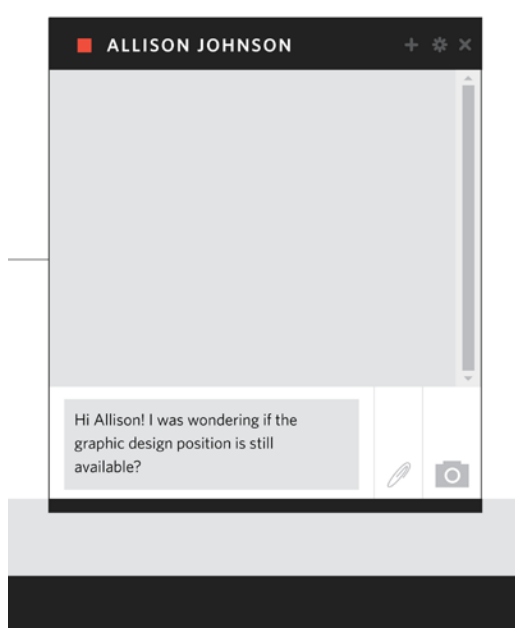 ALLISON JOHNSON
Hi Allison! I was wondering if the
graphic design position is still
available?